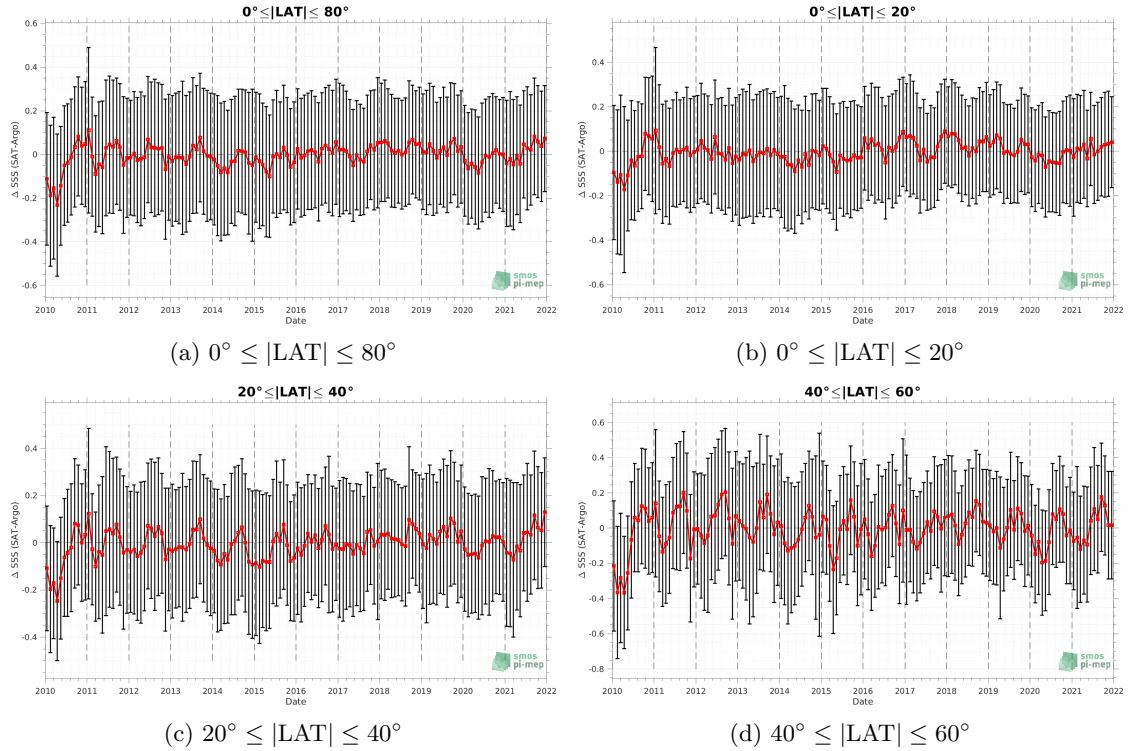 0°≤|LAT|≤ 80°
0.6
0.4
0.2
0
-0.2
-0.4
-0.6
Δ SSS (SAT-Argo)
2010 2011 2012 2013 2014 2015 2016 2017 2018 2019 2020 2021 2022
Date
smos
pi-mep
(a) 0° ≤ |LAT| ≤ 80°
0°≤|LAT|≤ 20°
0.4
0.2
0
-0.2
-0.4
-0.6
Δ SSS (SAT-Argo)
2010 2011 2012 2013 2014 2015 2016 2017 2018 2019 2020 2021 2022
Date
smos
pi-mep
(b) 0° ≤ |LAT| ≤ 20°
20°≤|LAT|≤ 40°
0.4
0.2
0
-0.2
-0.4
Δ SSS (SAT-Argo)
2010 2011 2012 2013 2014 2015 2016 2017 2018 2019 2020 2021 2022
Date
smos
pi-mep
(c) 20° ≤ |LAT| ≤ 40°
40°≤|LAT|≤ 60°
0.6
0.4
0.2
0
-0.2
-0.4
-0.6
-0.8
Δ SSS (SAT-Argo)
2010 2011 2012 2013 2014 2015 2016 2017 2018 2019 2020 2021 2022
Date
smos
pi-mep
(d) 40° ≤ |LAT| ≤ 60°